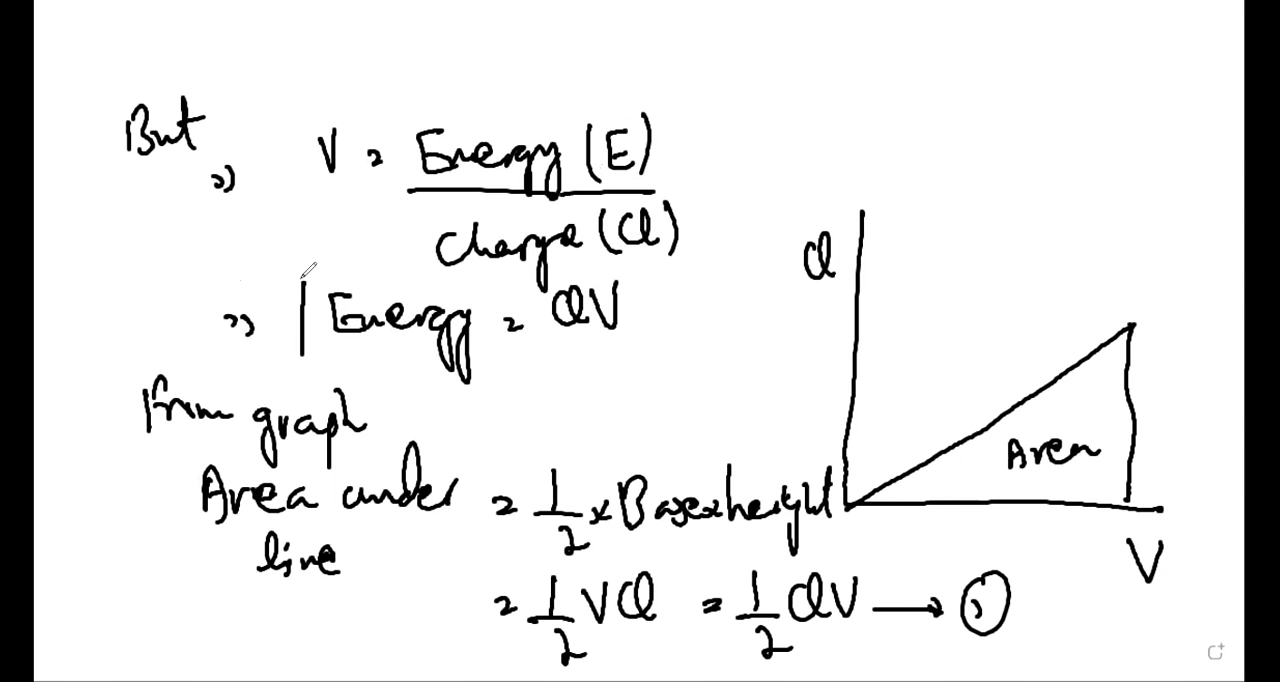 But
=> V = Energy (E)
Charge (Q)
=> Energy = QV
Q
From graph
Area
Area under line = 1/2 × Base × height
V
= 1/2 VQ = 1/2 QV → ①